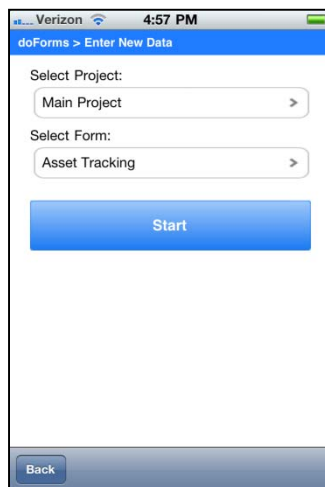 Verizon 4:57 PM
doForms > Enter New Data
Select Project:
Main Project >
Select Form:
Asset Tracking >
Start
Back